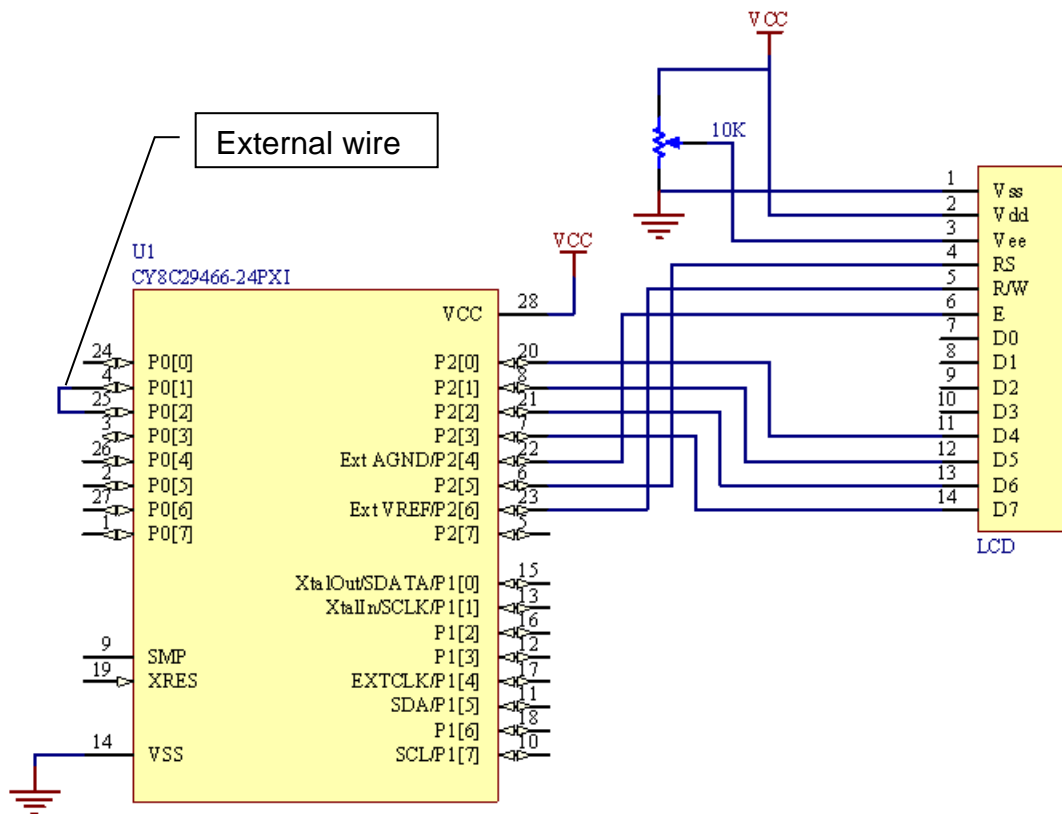 VCC
External wire
10K
U1
CY8C29466-24PXI
VCC
VCC 28
24 P0[0]
4 P0[1]
25 P0[2]
3 P0[3]
26 P0[4]
2 P0[5]
27 P0[6]
1 P0[7]
9 SMP
19 XRES
14 VSS
P2[0] 20
P2[1] 8
P2[2] 21
P2[3] 7
Ext AGND/P2[4] 22
P2[5] 6
Ext VREF/P2[6] 23
P2[7] 5
XtalOut/SDATA/P1[0] 15
XtalIn/SCLK/P1[1] 13
P1[2] 16
P1[3] 12
EXTCLK/P1[4] 17
SDA/P1[5] 11
P1[6] 18
SCL/P1[7] 10
1 Vss
2 Vdd
3 Vee
4 RS
5 R/W
6 E
7 D0
8 D1
9 D2
10 D3
11 D4
12 D5
13 D6
14 D7
LCD